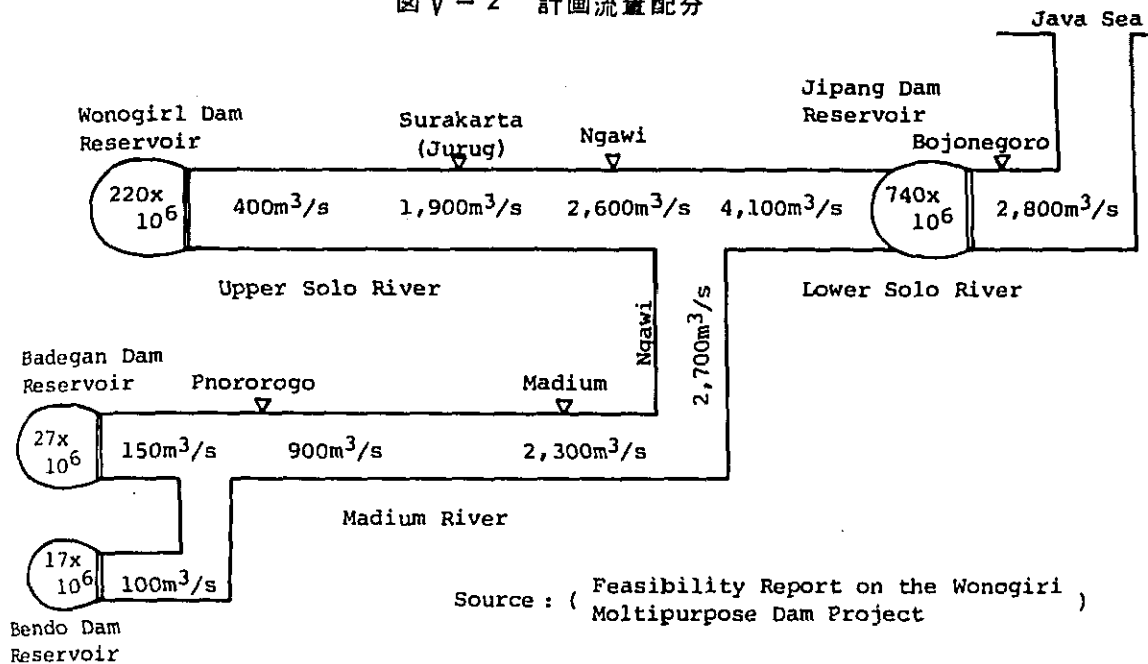 図 V－2 計画流量配分
Java Sea
Wonogirl Dam
Reservoir
Surakarta
(Jurug)
Ngawi
Jipang Dam
Reservoir
Bojonegoro
220x
10⁶
400m³/s
1,900m³/s
2,600m³/s
4,100m³/s
740x
10⁶
2,800m³/s
Upper Solo River
Lower Solo River
Ngawi
2,700m³/s
Badegan Dam
Reservoir
Pnororogo
Madium
27x
10⁶
150m³/s
900m³/s
2,300m³/s
Madium River
17x
10⁶
100m³/s
Bendo Dam
Reservoir
Source : ( Feasibility Report on the Wonogiri
Moltipurpose Dam Project )